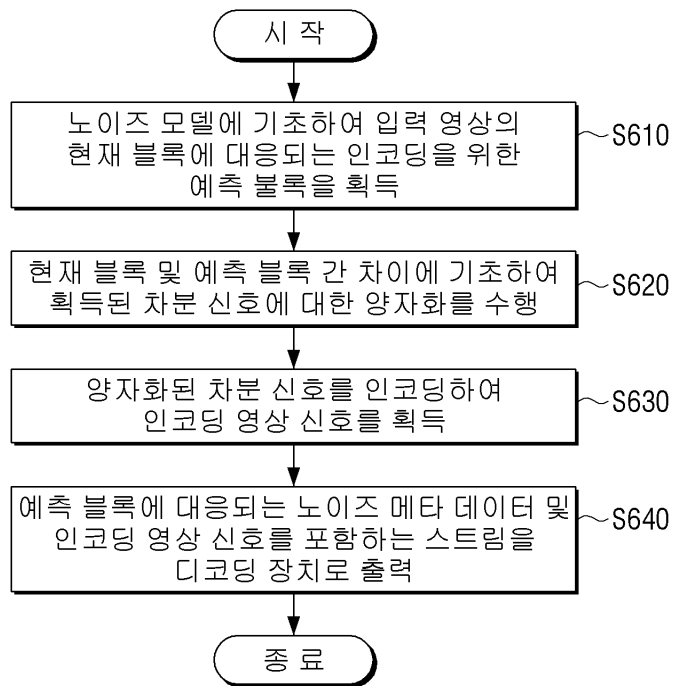 시 작
노이즈 모델에 기초하여 입력 영상의
현재 블록에 대응되는 인코딩을 위한
예측 불록을 획득
S610
현재 블록 및 예측 블록 간 차이에 기초하여
획득된 차분 신호에 대한 양자화를 수행
S620
양자화된 차분 신호를 인코딩하여
인코딩 영상 신호를 획득
S630
예측 블록에 대응되는 노이즈 메타 데이터 및
인코딩 영상 신호를 포함하는 스트림을
디코딩 장치로 출력
S640
종 료